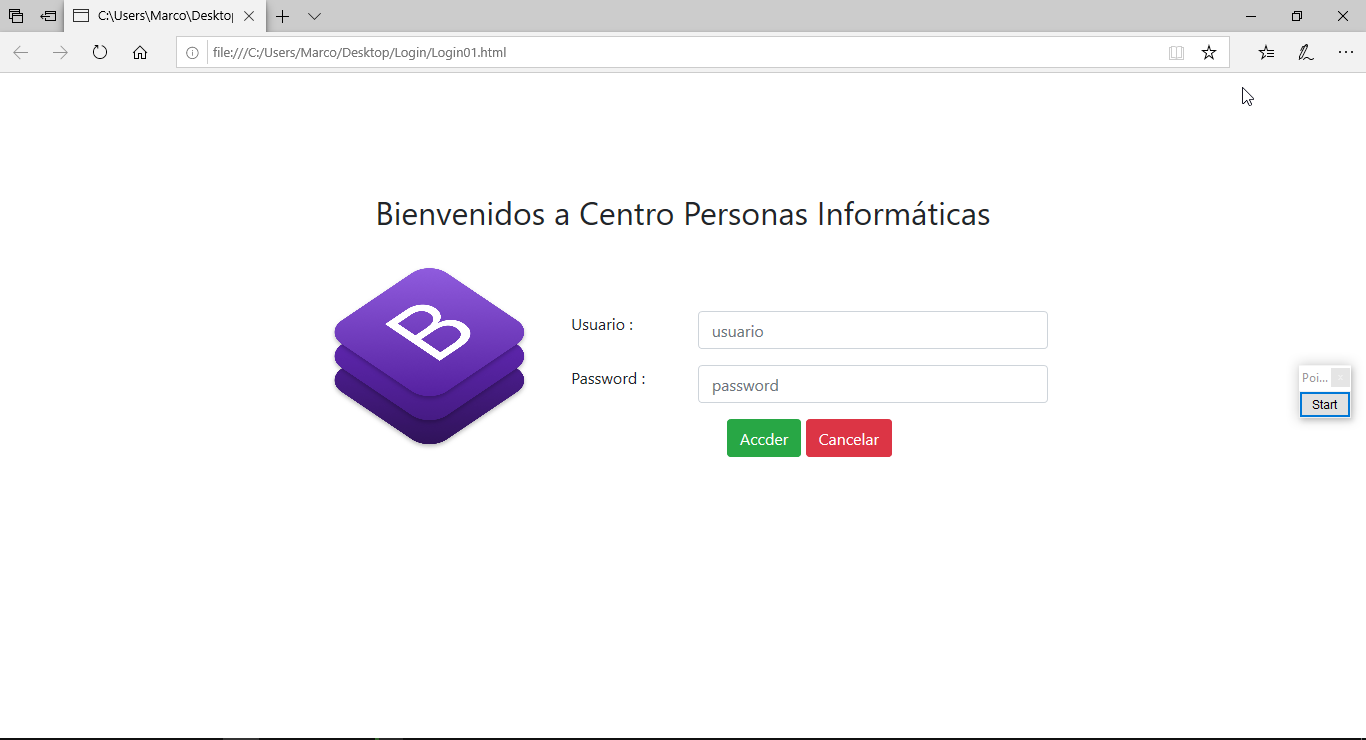 C:\Users\Marco\Desktop
file:///C:/Users/Marco/Desktop/Login/Login01.html
Bienvenidos a Centro Personas Informáticas
B
Usuario :
usuario
Password :
password
Accder
Cancelar
Poi...
Start